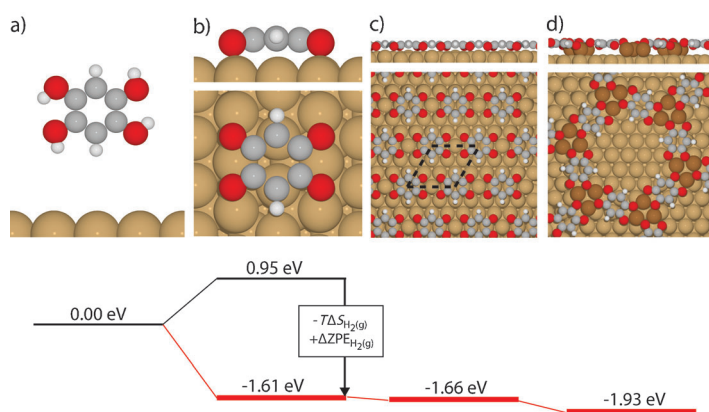 a)
b)
c)
d)
0.95 eV
0.00 eV
-TΔS_H₂(g)
+ΔZPE_H₂(g)
-1.61 eV
-1.66 eV
-1.93 eV